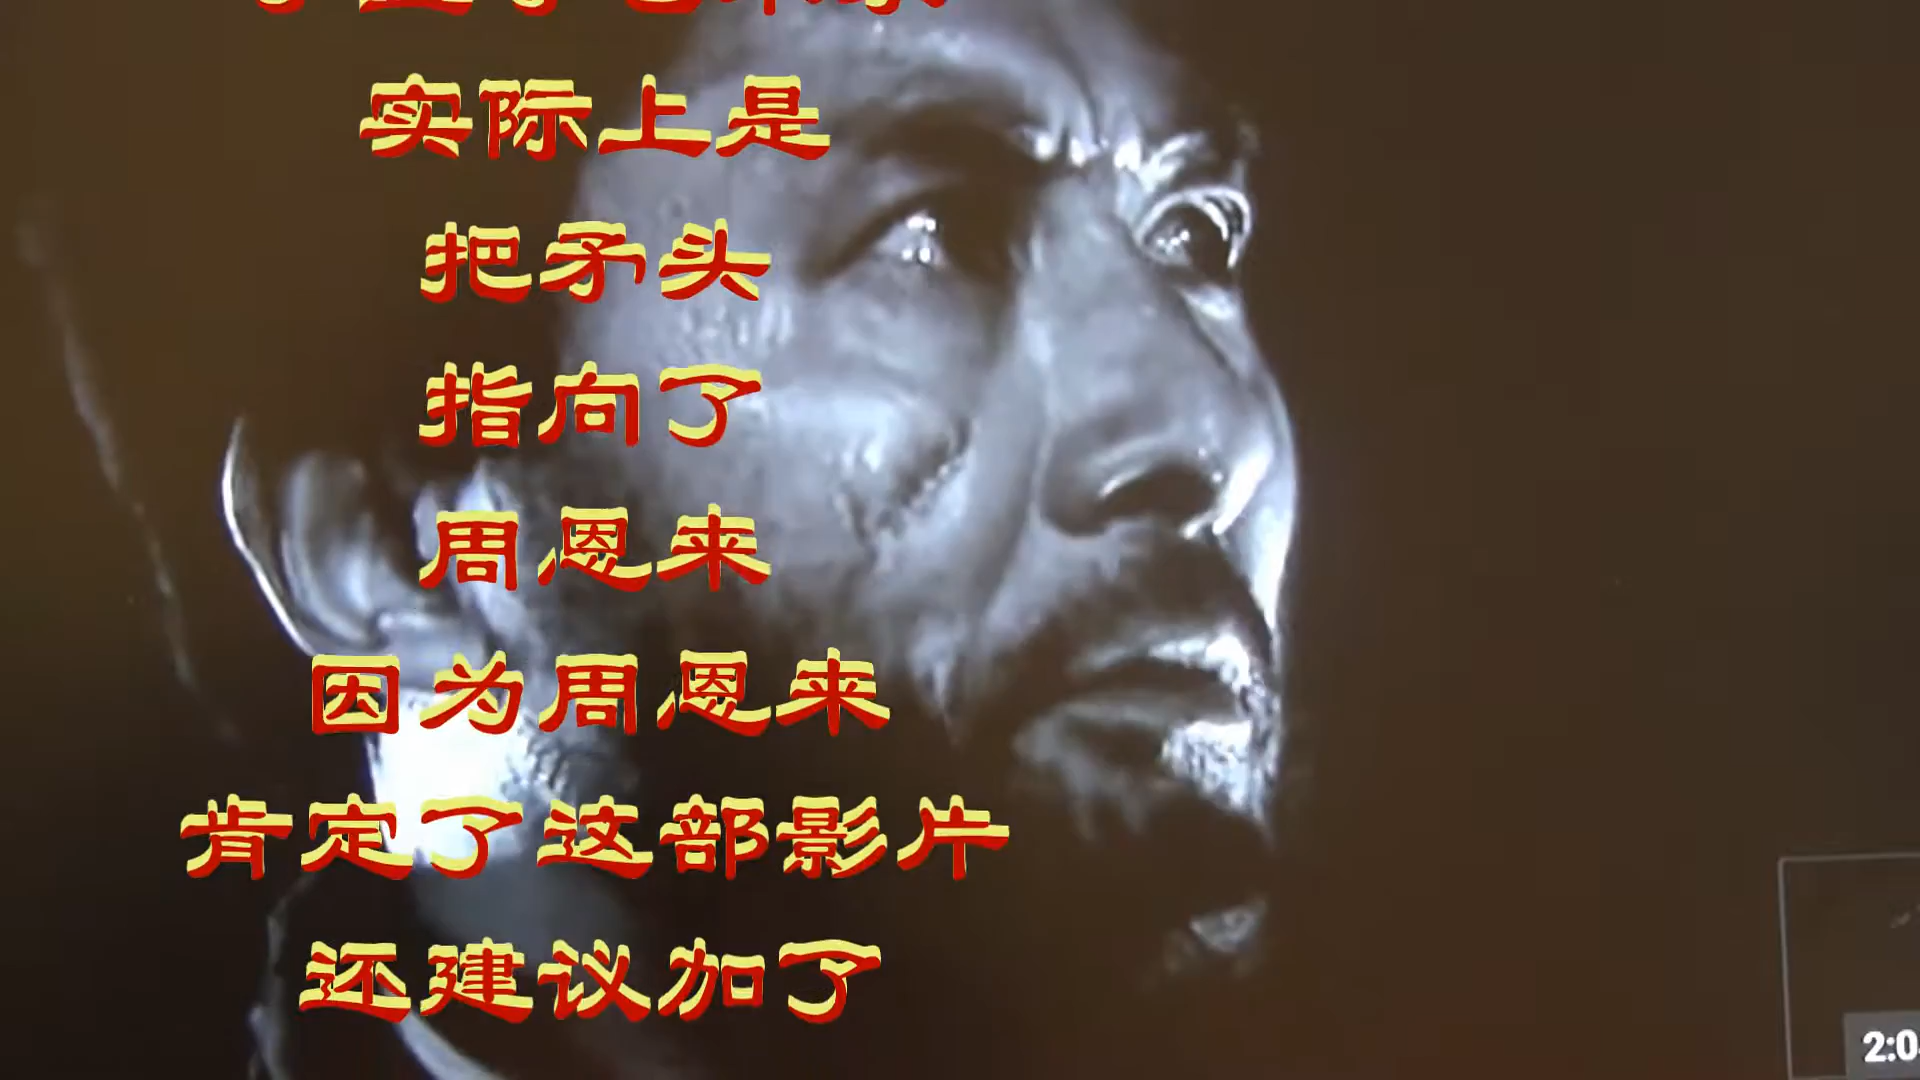 实际上是
把矛头
指向了
周恩来
因为周恩来
肯定了这部影片
还建议加了